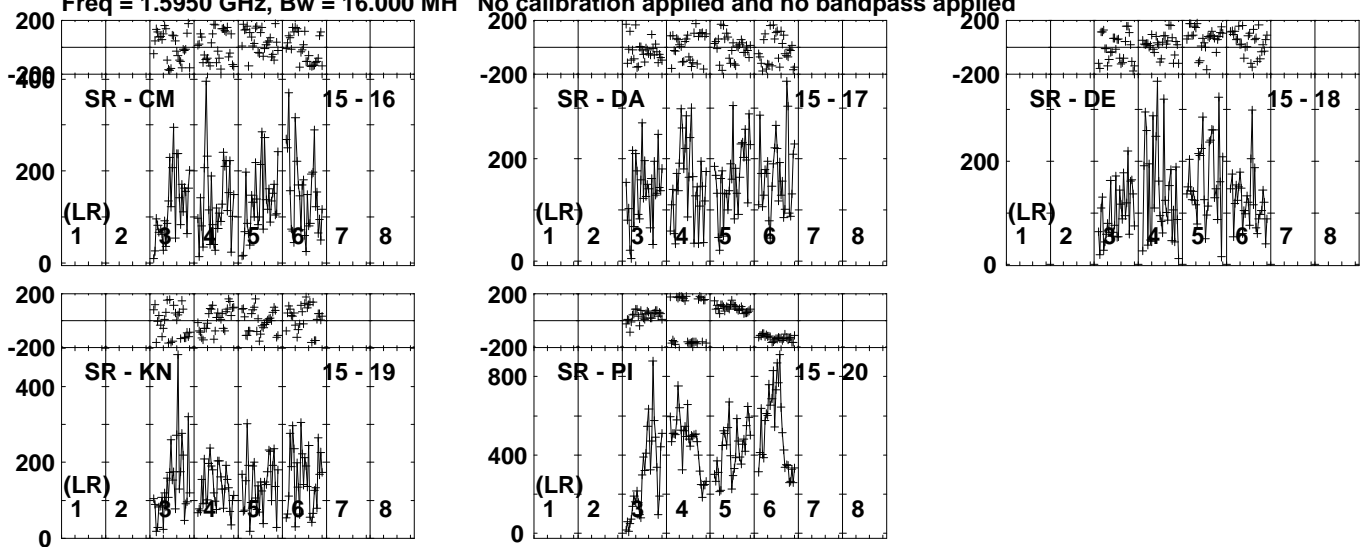 Freq = 1.5950 GHz, Bw = 16.000 MH No calibration applied and no bandpass applied
200 200 200
-200 -200 -200
400
SR - CM 15 - 16 SR - DA 15 - 17 SR - DE 15 - 18
200 200 200
(LR) (LR) (LR)
1 2 3 4 5 6 7 8 1 2 3 4 5 6 7 8 1 2 3 4 5 6 7 8
0 0 0
200 200
-200 -200
SR - KN 15 - 19 SR - PI 15 - 20
400 800
200 400
(LR) (LR)
1 2 3 4 5 6 7 8 1 2 3 4 5 6 7 8
0 0